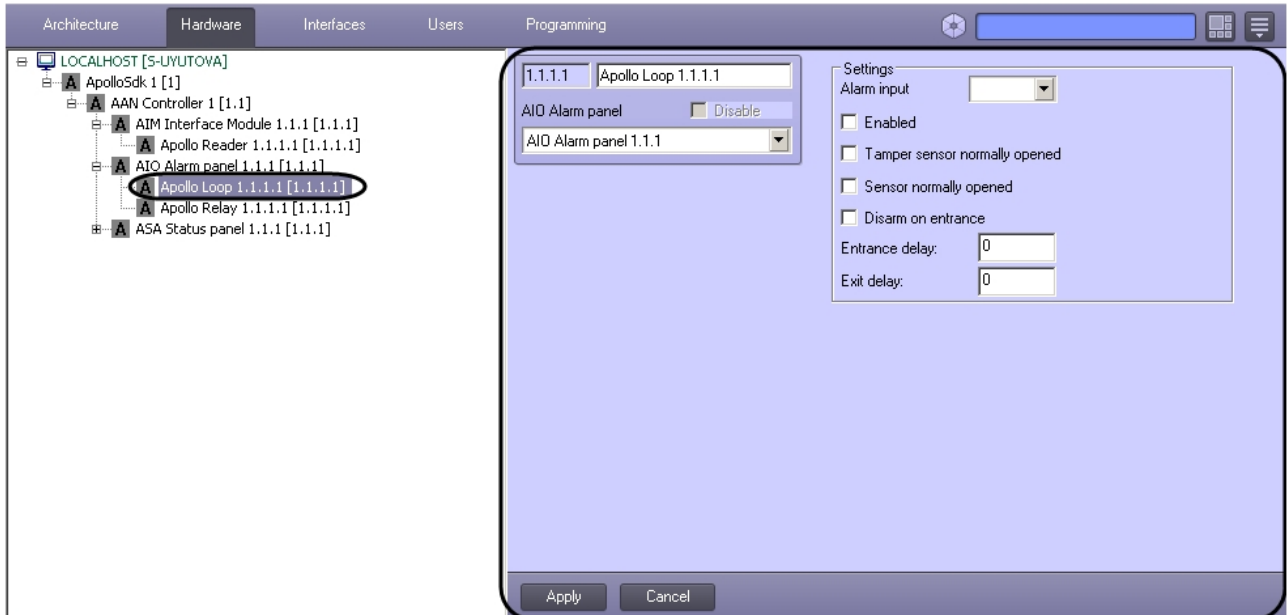 Architecture Hardware Interfaces Users Programming
LOCALHOST [S-UYUTOVA]
A ApolloSdk 1 [1]
A AAN Controller 1 [1.1]
A AIM Interface Module 1.1.1 [1.1.1]
A Apollo Reader 1.1.1.1 [1.1.1.1]
A AIO Alarm panel 1.1.1 [1.1.1]
A Apollo Loop 1.1.1.1 [1.1.1.1]
A Apollo Relay 1.1.1.1 [1.1.1.1]
A ASA Status panel 1.1.1 [1.1.1]
1.1.1.1 Apollo Loop 1.1.1.1
AIO Alarm panel Disable
AIO Alarm panel 1.1.1
Settings
Alarm input
Enabled
Tamper sensor normally opened
Sensor normally opened
Disarm on entrance
Entrance delay: 0
Exit delay: 0
Apply Cancel